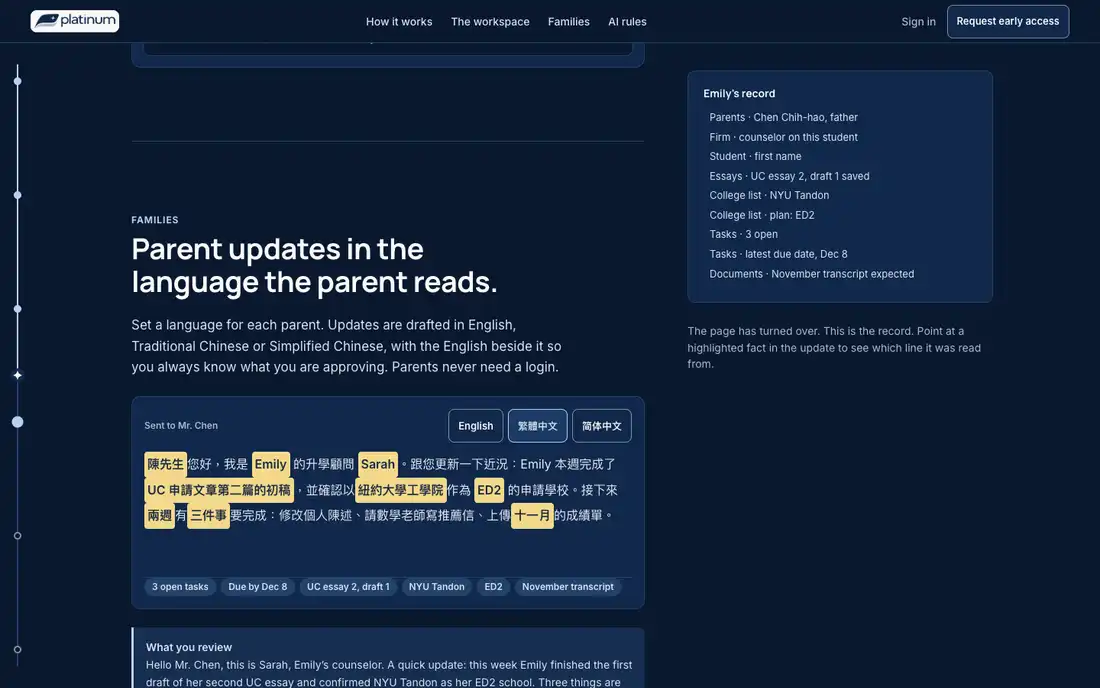 platinum
How it works
The workspace
Families
AI rules
Sign in
Request early access
FAMILIES
Parent updates in the
language the parent reads.
Set a language for each parent. Updates are drafted in English,
Traditional Chinese or Simplified Chinese, with the English beside it so
you always know what you are approving. Parents never need a login.
Sent to Mr. Chen
English
繁體中文
简体中文
陳先生您好，我是 Emily 的升學顧問 Sarah。跟您更新一下近況：Emily 本週完成了
UC 申請文章第二篇的初稿，並確認以紐約大學工學院作為 ED2 的申請學校。接下來
兩週有三件事要完成：修改個人陳述、請數學老師寫推薦信、上傳十一月的成績單。
3 open tasks
Due by Dec 8
UC essay 2, draft 1
NYU Tandon
ED2
November transcript
What you review
Hello Mr. Chen, this is Sarah, Emily's counselor. A quick update: this week Emily finished the first
draft of her second UC essay and confirmed NYU Tandon as her ED2 school. Three things are
Emily's record
Parents · Chen Chih-hao, father
Firm · counselor on this student
Student · first name
Essays · UC essay 2, draft 1 saved
College list · NYU Tandon
College list · plan: ED2
Tasks · 3 open
Tasks · latest due date, Dec 8
Documents · November transcript expected
The page has turned over. This is the record. Point at a
highlighted fact in the update to see which line it was read
from.